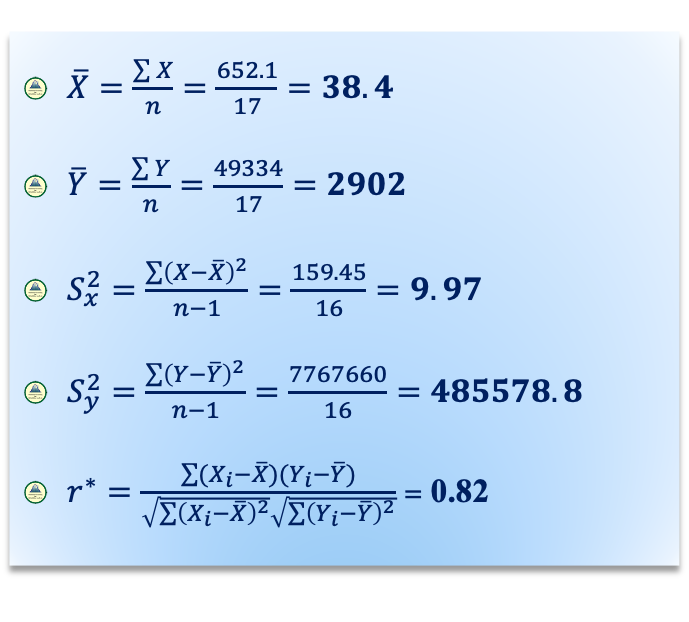 X̄ = ∑ X / n = 652.1 / 17 = 38.4
Ȳ = ∑ Y / n = 49334 / 17 = 2902
S²ₓ = ∑(X−X̄)² / n−1 = 159.45 / 16 = 9.97
S²y = ∑(Y−Ȳ)² / n−1 = 7767660 / 16 = 485578.8
r* = ∑(Xᵢ−X̄)(Yᵢ−Ȳ) / √∑(Xᵢ−X̄)² √∑(Yᵢ−Ȳ)² = 0.82